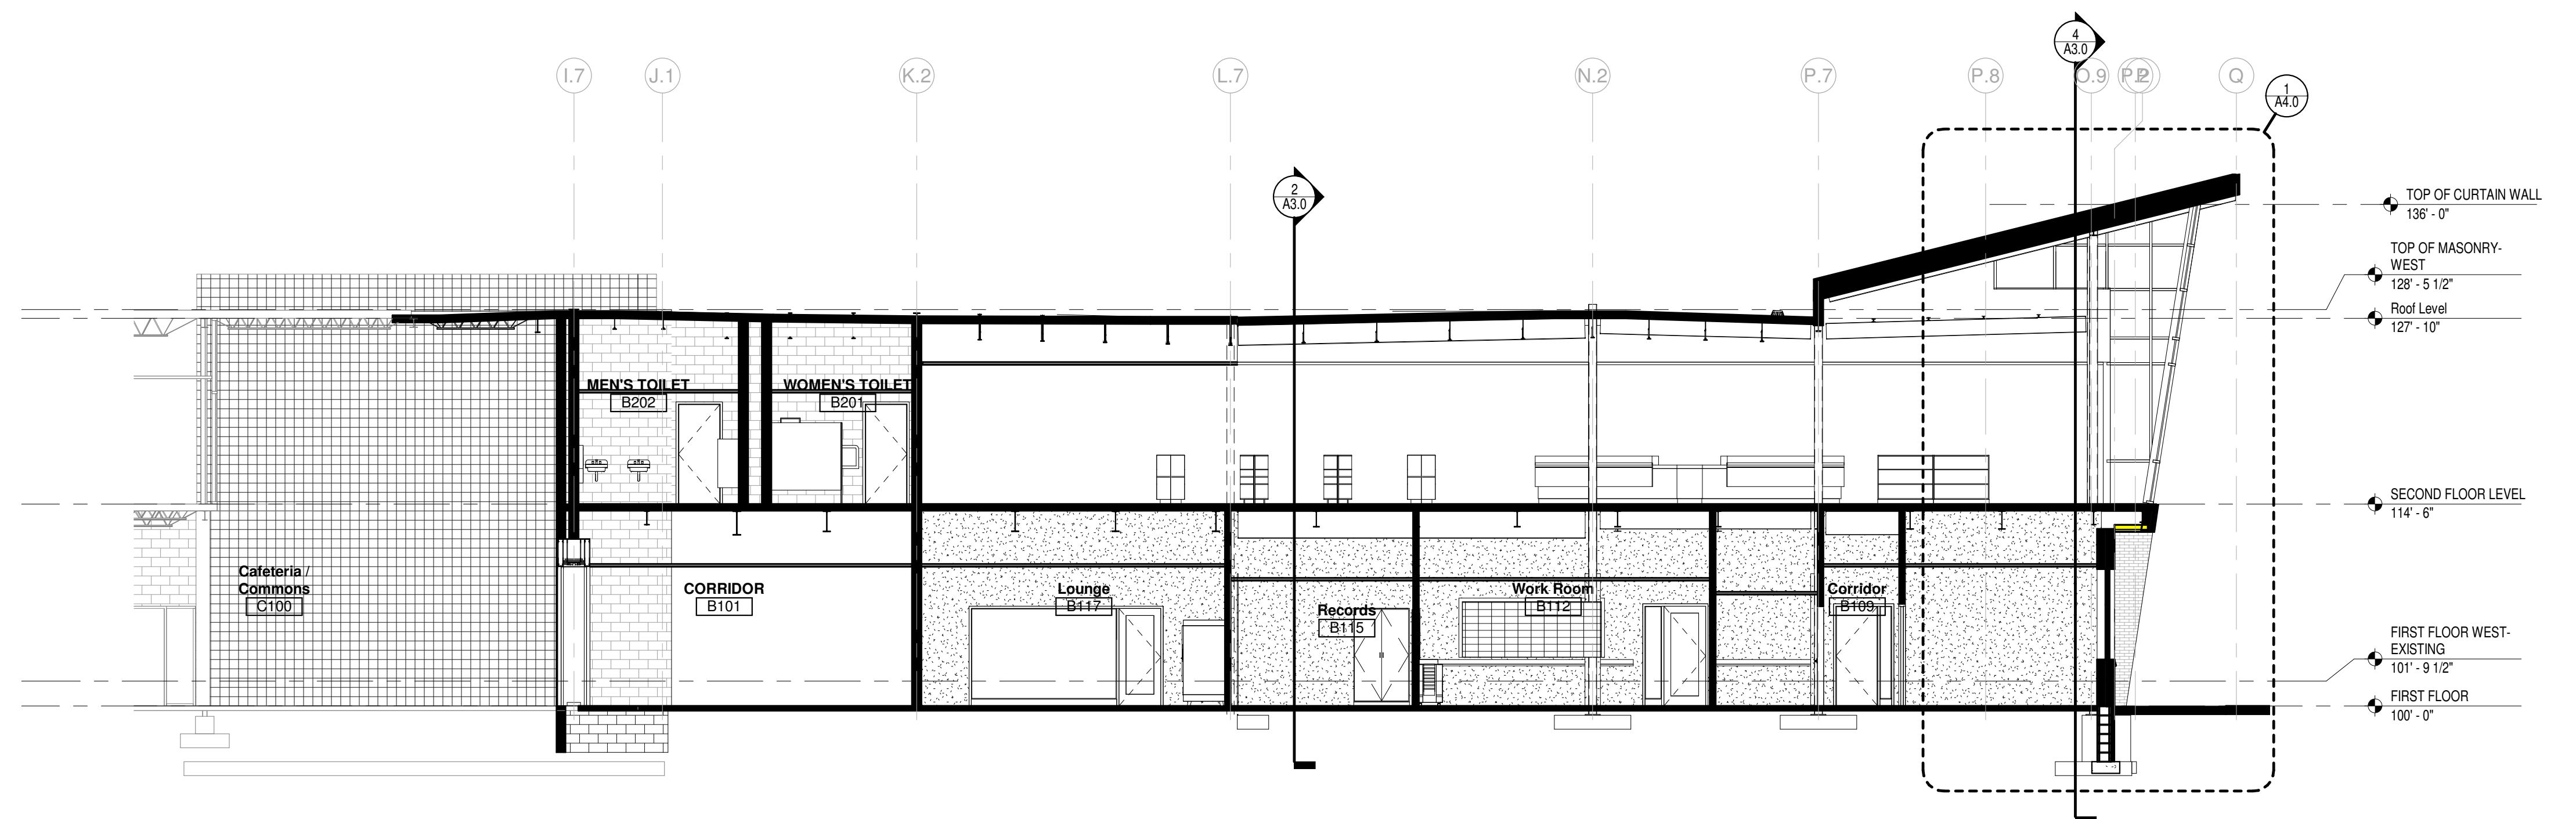 4
A3.0
I.7
J.1
K.2
L.7
N.2
P.7
P.8
O.9
Q
1
A4.0
2
A3.0
TOP OF CURTAIN WALL
136' - 0"
TOP OF MASONRY-
WEST
128' - 5 1/2"
Roof Level
127' - 10"
MEN'S TOILET
B202
WOMEN'S TOILET
B201
SECOND FLOOR LEVEL
114' - 6"
Cafeteria /
Commons
C100
CORRIDOR
B101
Lounge
B117
Records
B115
Work Room
B112
Corridor
B109
FIRST FLOOR WEST-
EXISTING
101' - 9 1/2"
FIRST FLOOR
100' - 0"